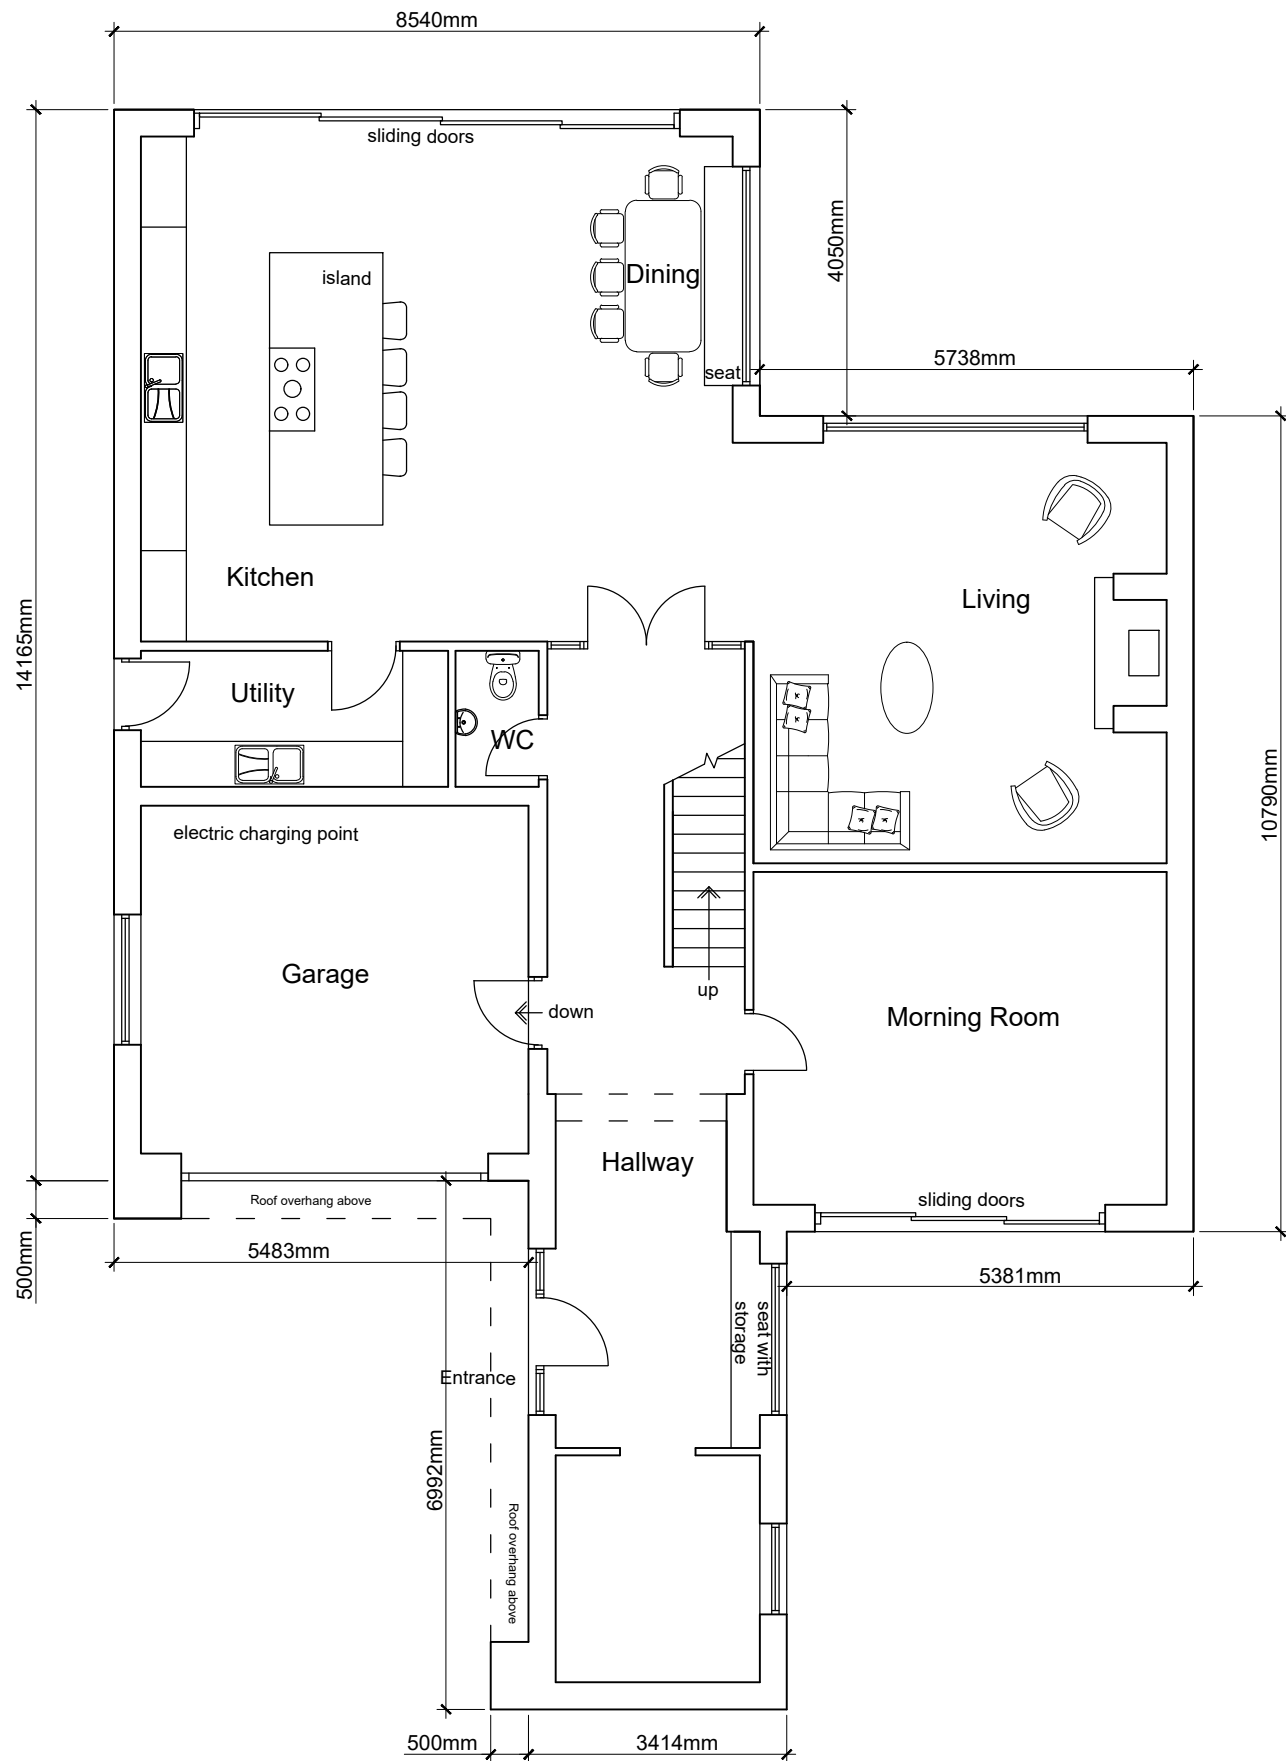 8540mm
sliding doors
4050mm
Dining
island
seat
5738mm
Kitchen
Living
14165mm
Utility
WC
10790mm
electric charging point
Garage
up
down
Morning Room
Hallway
Roof overhang above
sliding doors
500mm
5483mm
5381mm
seat with
storage
Entrance
6992mm
Roof overhang above
500mm
3414mm